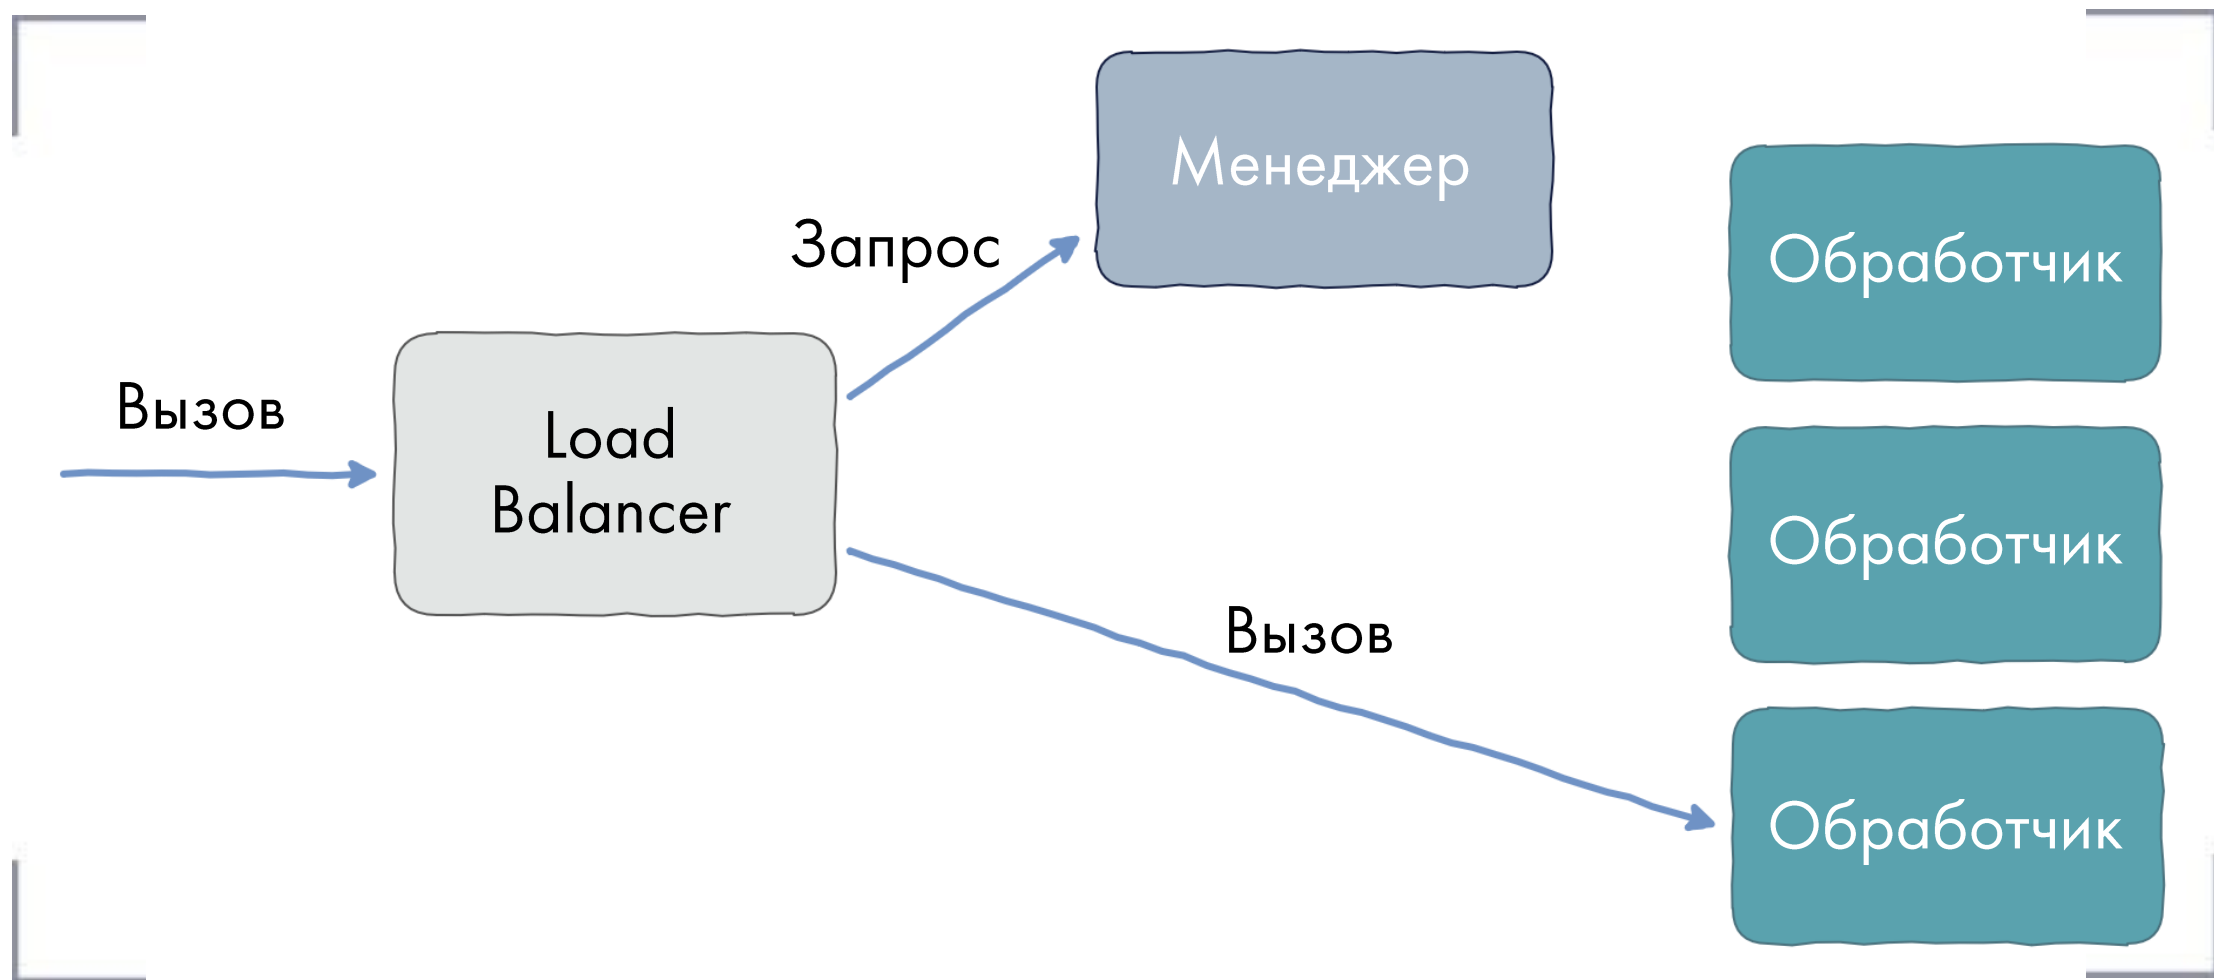 Менеджер
Запрос
Обработчик
Вызов
Load
Balancer
Обработчик
Вызов
Обработчик